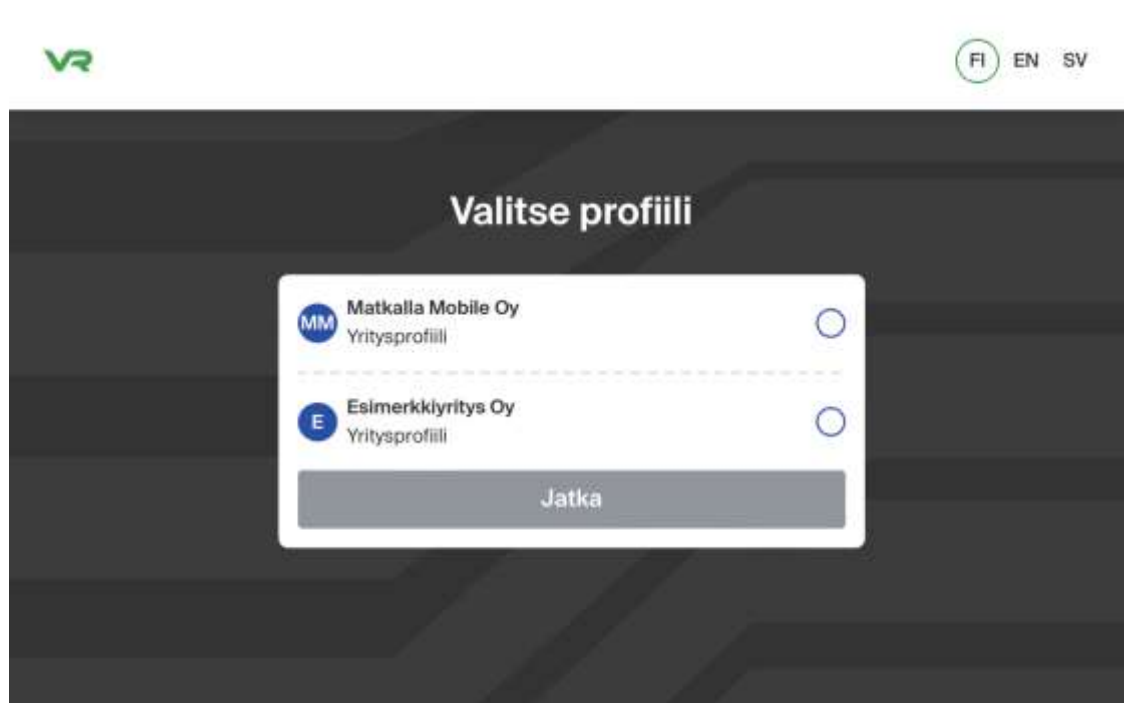 VR
FI EN SV
Valitse profiili
MM
Matkalla Mobile Oy
Yritysprofiili
E
Esimerkkiyritys Oy
Yritysprofiili
Jatka